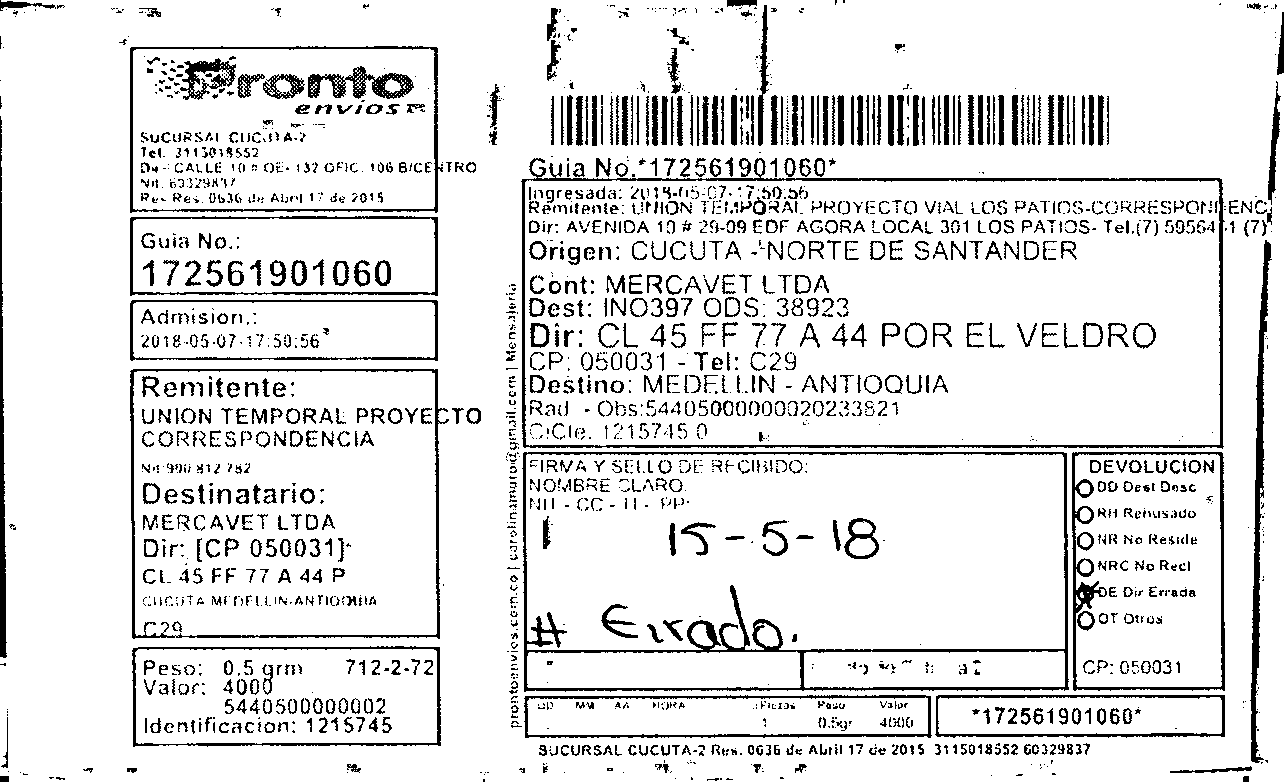 Pronto
envios
SUCURSAL CUCUTA-2
Tel. 3115018552
CALLE 10 # OE- 132 OFIC. 106 B/CENTRO
Nit. 60329837
Res Res. 0636 de Abril 17 de 2015
Guia No.:
172561901060
Admision.:
2018-05-07-17:50:56
Remitente:
UNION TEMPORAL PROYECTO
CORRESPONDENCIA
Nit 900 812 782
Destinatario:
MERCAVET LTDA
Dir: [CP 050031]-
CL 45 FF 77 A 44 P
CUCUTA MEDELLIN-ANTIOQUIA
C29
Peso: 0.5 grm 712-2-72
Valor: 4000
5440500000002
Identificacion: 1215745
prontoenvios.com.co | carolinamuroi@gmail.com | Mensajeria
Guia No.*172561901060*
Ingresada: 2018-05-07-17:50:56
Remitente: UNION TEMPORAL PROYECTO VIAL LOS PATIOS-CORRESPONDENC
Dir: AVENIDA 10 # 29-09 EDF AGORA LOCAL 301 LOS PATIOS- Tel.(7)
Origen: CUCUTA - NORTE DE SANTANDER
Cont: MERCAVET LTDA
Dest: INO397 ODS: 38923
Dir: CL 45 FF 77 A 44 POR EL VELDRO
CP: 050031 - Tel: C29
Destino: MEDELLIN - ANTIOQUIA
Rad - Obs:54405000000020233821
CiCle. 1215745 0
FIRMA Y SELLO DE RECIBIDO:
NOMBRE CLARO
NIT - CC - TI - PP
15-5-18
# Errado.
DEVOLUCION
DD Dest Desc
RH Rehusado
NR No Reside
NRC No Recl
DE Dir Errada
OT Otros
CP: 050031
DD MM AA HORA Piezas Peso Valor
1 0.5gr 4000
*172561901060*
SUCURSAL CUCUTA-2 Res. 0636 de Abril 17 de 2015 3115018552 60329837